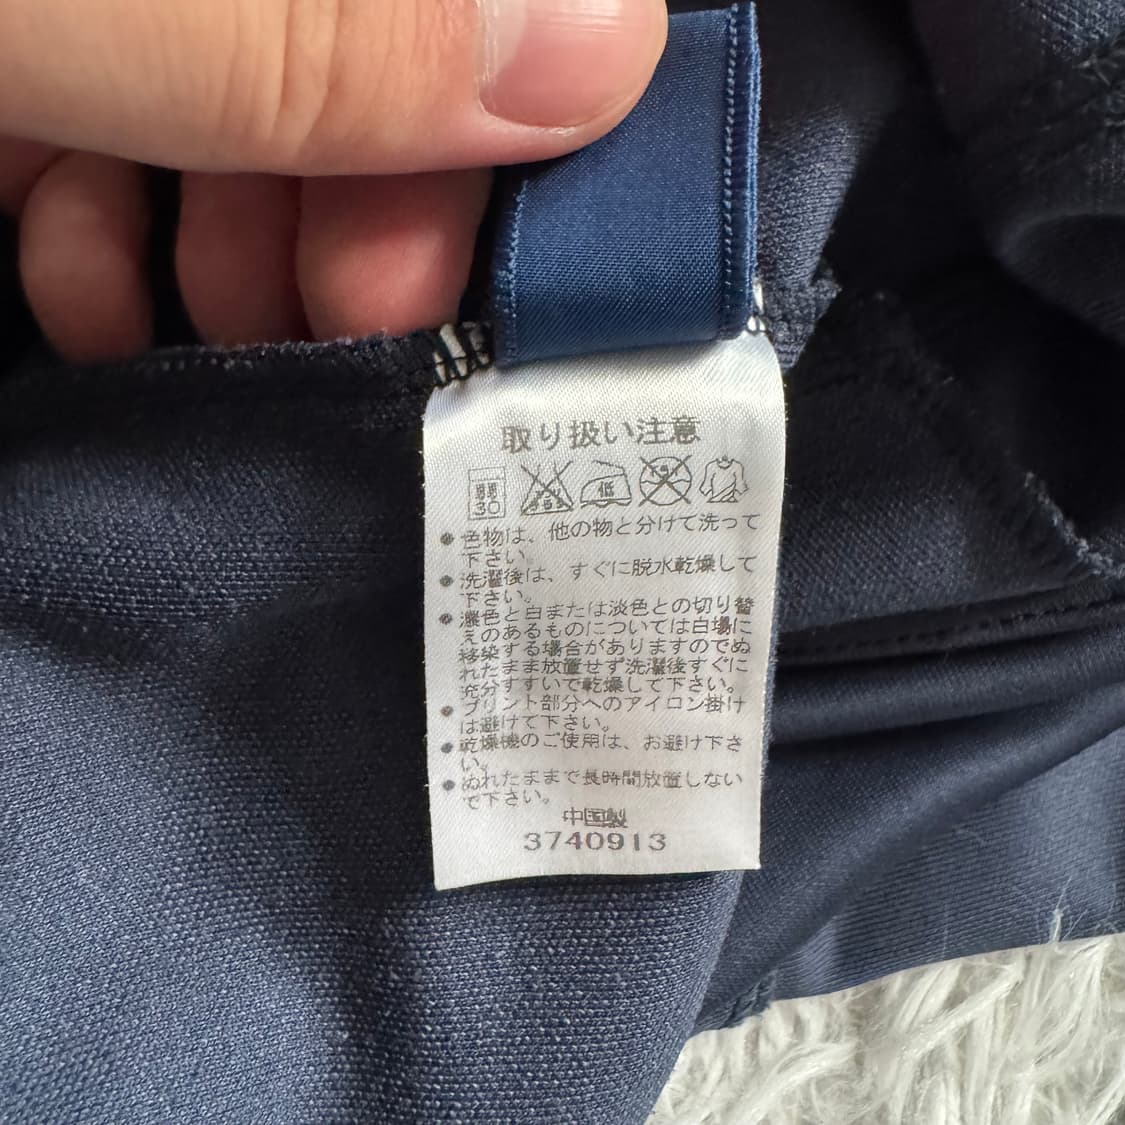 取り扱い注意
30 低
●色物は、他の物と分けて洗って
下さい。
●洗濯後は、すぐに脱水乾燥して
下さい。
●濃色と白または淡色との切り替
えのあるものについては白場に
移染する場合がありますのでぬ
れたまま放置せず洗濯後すぐに
充分すすいで乾燥して下さい。
●プリント部分へのアイロン掛け
は避けて下さい。
●乾燥機のご使用は、お避け下さ
い。
●ぬれたままで長時間放置しない
で下さい。
中国製
3740913